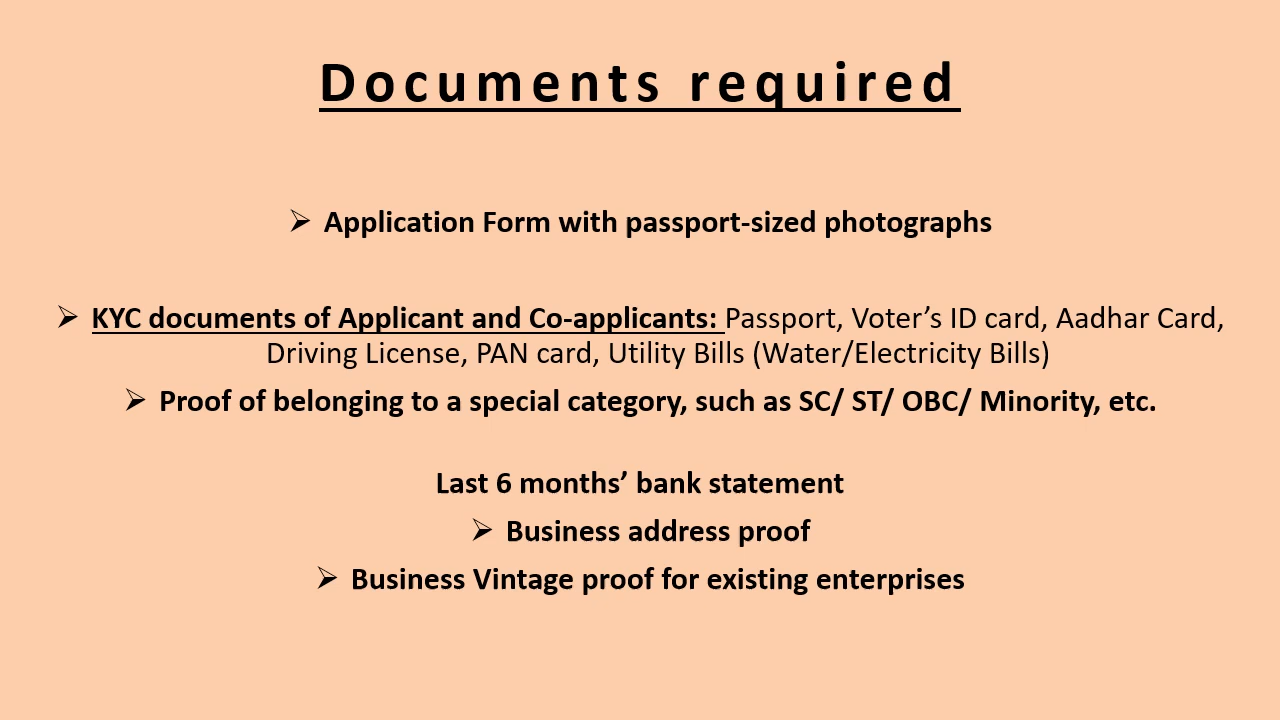 Documents required
➢ Application Form with passport-sized photographs
➢ KYC documents of Applicant and Co-applicants: Passport, Voter’s ID card, Aadhar Card,
Driving License, PAN card, Utility Bills (Water/Electricity Bills)
➢ Proof of belonging to a special category, such as SC/ ST/ OBC/ Minority, etc.
Last 6 months’ bank statement
➢ Business address proof
➢ Business Vintage proof for existing enterprises